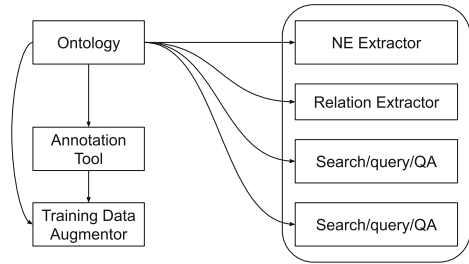 Ontology
Annotation
Tool
Training Data
Augmentor
NE Extractor
Relation Extractor
Search/query/QA
Search/query/QA